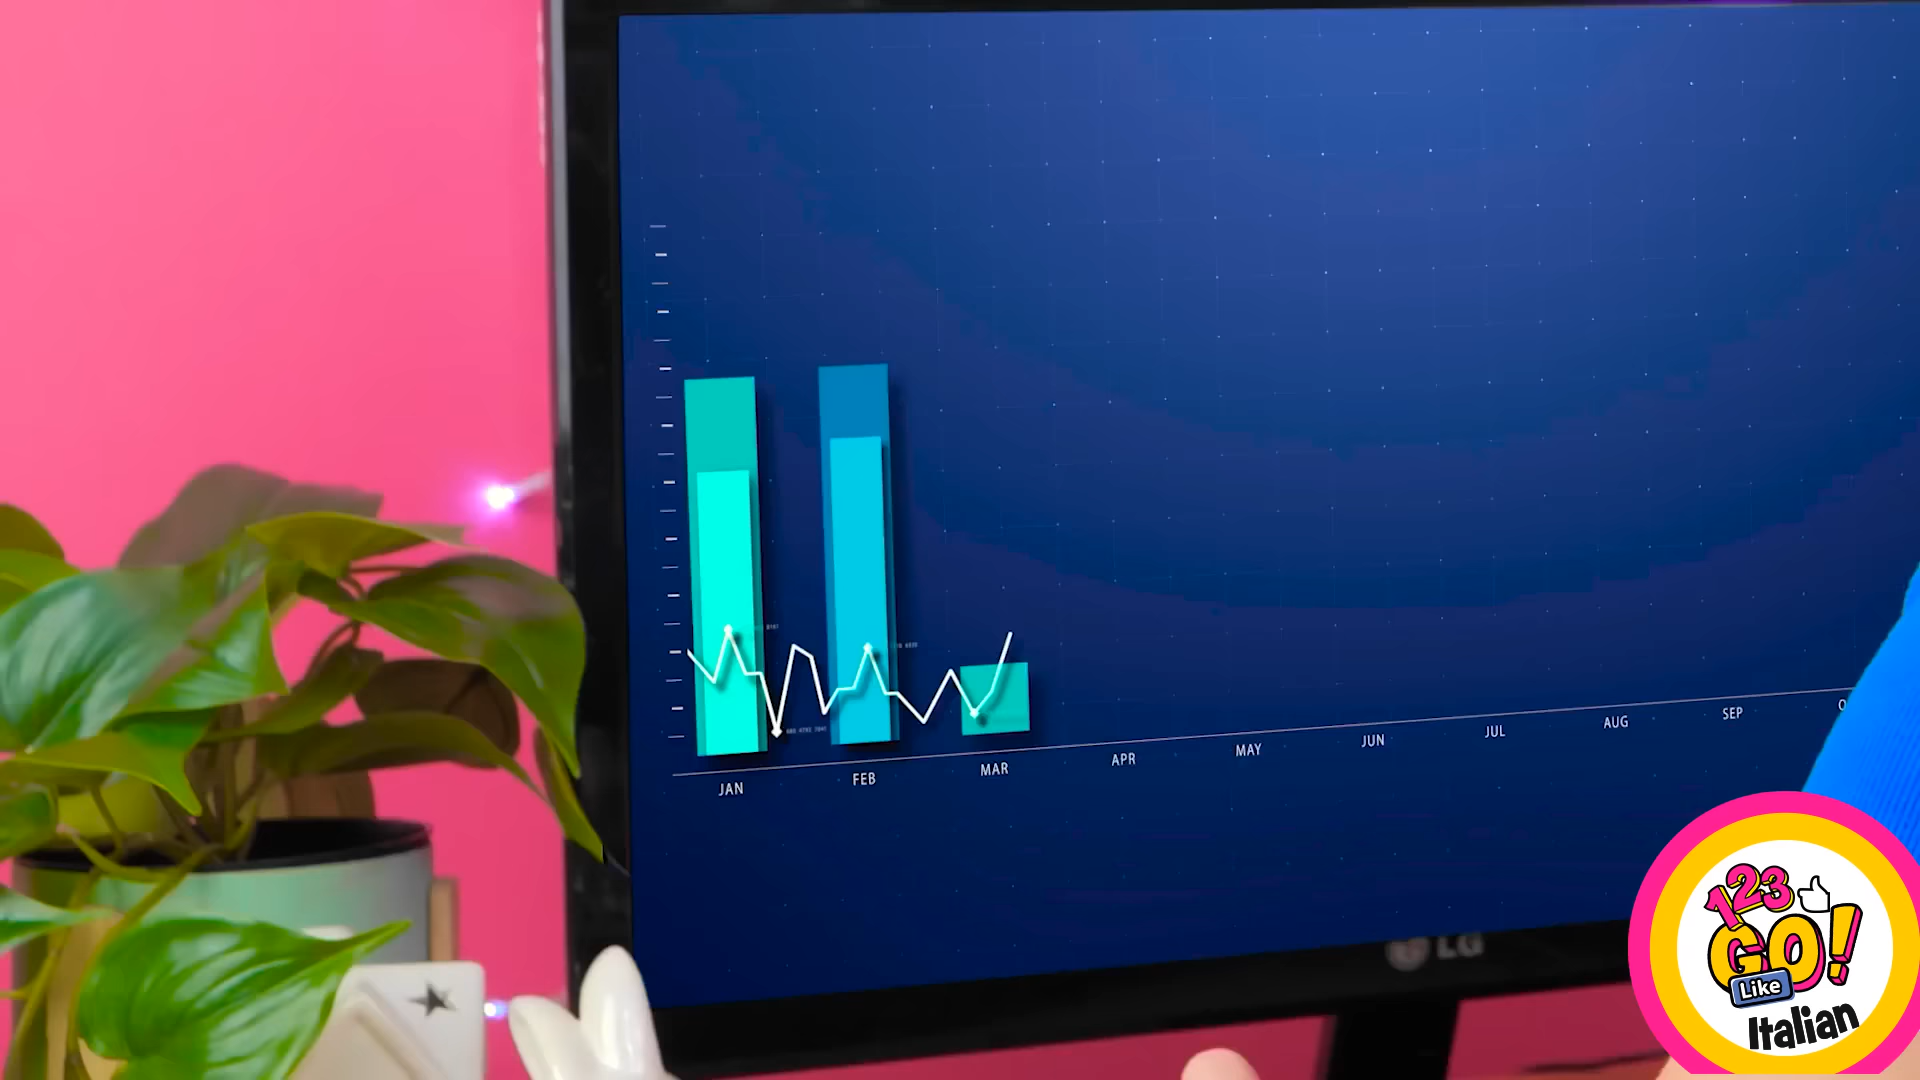 JAN
FEB
MAR
APR
MAY
JUN
JUL
AUG
SEP
LG
123
GO!
Like
Italian